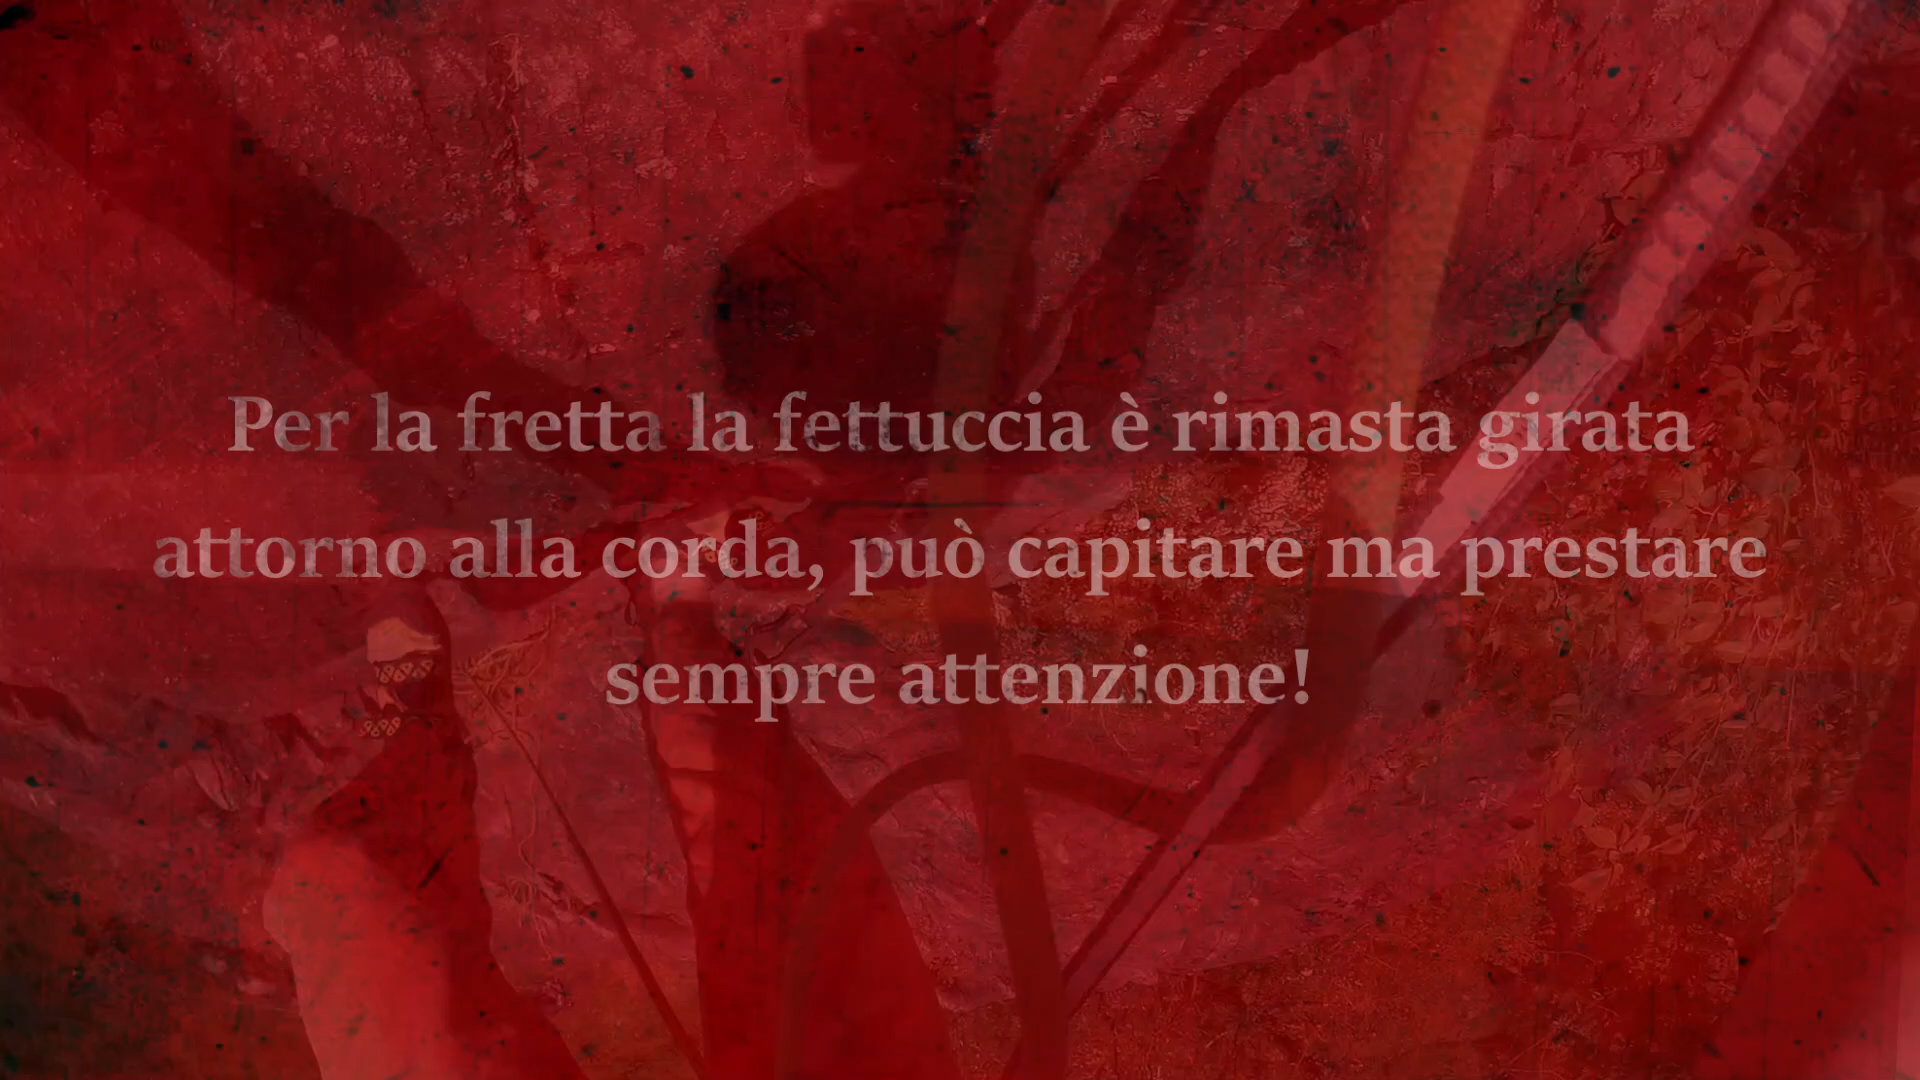 Per la fretta la fettuccia è rimasta girata
attorno alla corda, può capitare ma prestare
sempre attenzione!